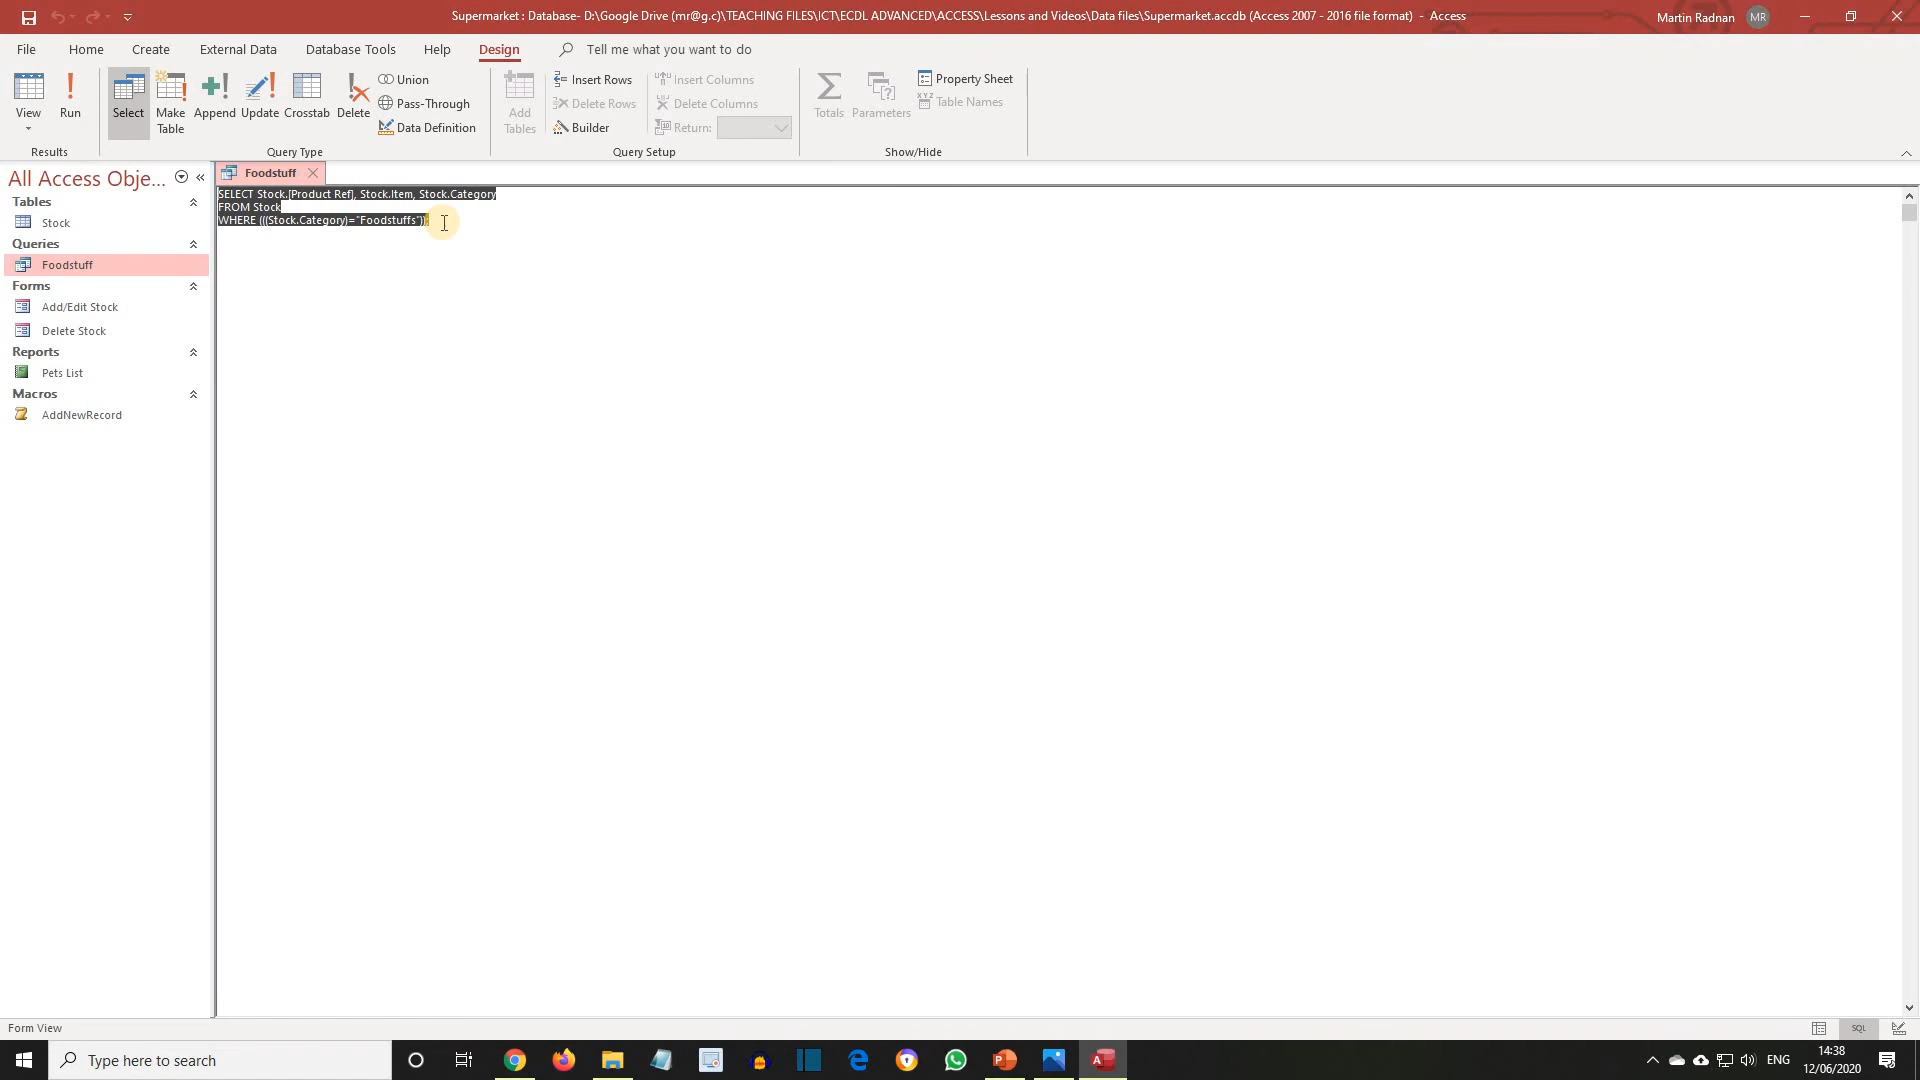 Supermarket : Database- D:\Google Drive (mr@g.c)\TEACHING FILES\ICT\ECDL ADVANCED\ACCESS\Lessons and Videos\Data files\Supermarket.accdb (Access 2007 - 2016 file format) - Access
Martin Radnan
MR
File
Home
Create
External Data
Database Tools
Help
Design
Tell me what you want to do
View
Run
Select
Make Table
Append
Update
Crosstab
Delete
Union
Pass-Through
Data Definition
Add Tables
Insert Rows
Delete Rows
Builder
Insert Columns
Delete Columns
Return:
Totals
Parameters
Property Sheet
Table Names
Results
Query Type
Query Setup
Show/Hide
All Access Obje...
Tables
Stock
Queries
Foodstuff
Forms
Add/Edit Stock
Delete Stock
Reports
Pets List
Macros
AddNewRecord
Foodstuff
SELECT Stock.[Product Ref], Stock.Item, Stock.Category
FROM Stock
WHERE (((Stock.Category)="Foodstuffs"));
Form View
SQL
Type here to search
ENG
14:38
12/06/2020